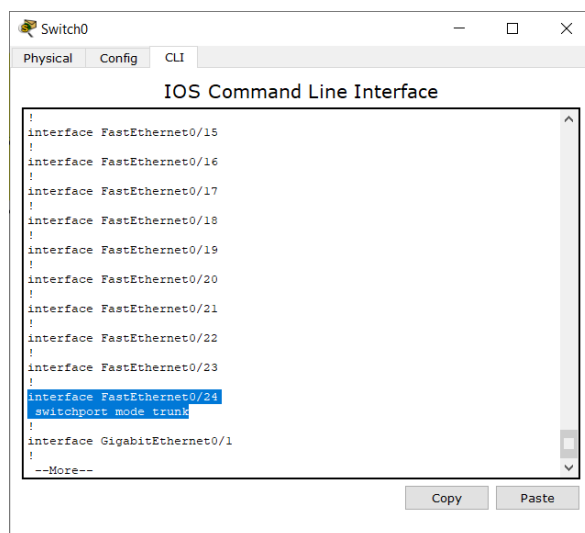 Switch0
Physical Config CLI
IOS Command Line Interface
!
interface FastEthernet0/15
!
interface FastEthernet0/16
!
interface FastEthernet0/17
!
interface FastEthernet0/18
!
interface FastEthernet0/19
!
interface FastEthernet0/20
!
interface FastEthernet0/21
!
interface FastEthernet0/22
!
interface FastEthernet0/23
!
interface FastEthernet0/24
 switchport mode trunk
!
interface GigabitEthernet0/1
!
 --More--
Copy Paste